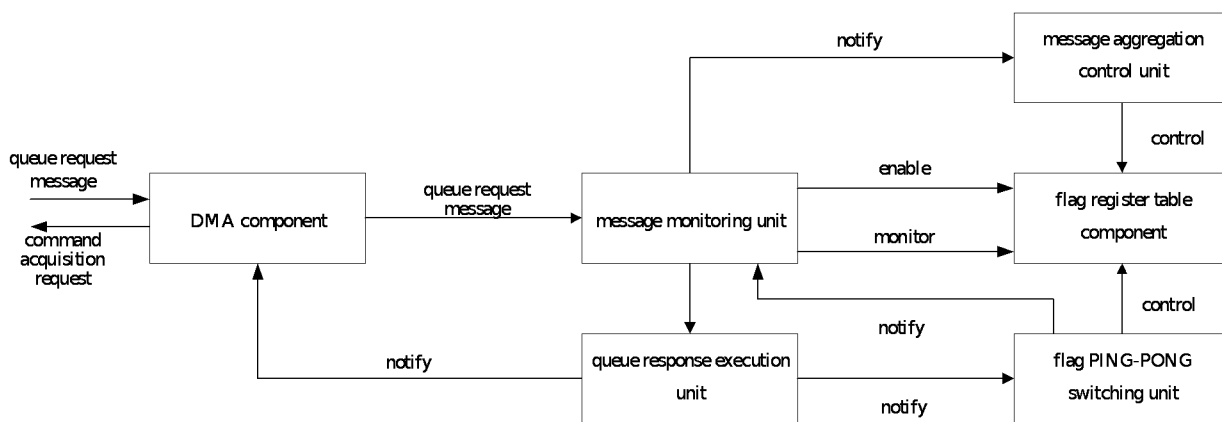 notify
message aggregation
control unit
control
queue request
message
DMA component
command
acquisition
request
queue request
message
message monitoring unit
enable
monitor
flag register table
component
control
notify
notify
queue response execution
unit
notify
flag PING-PONG
switching unit